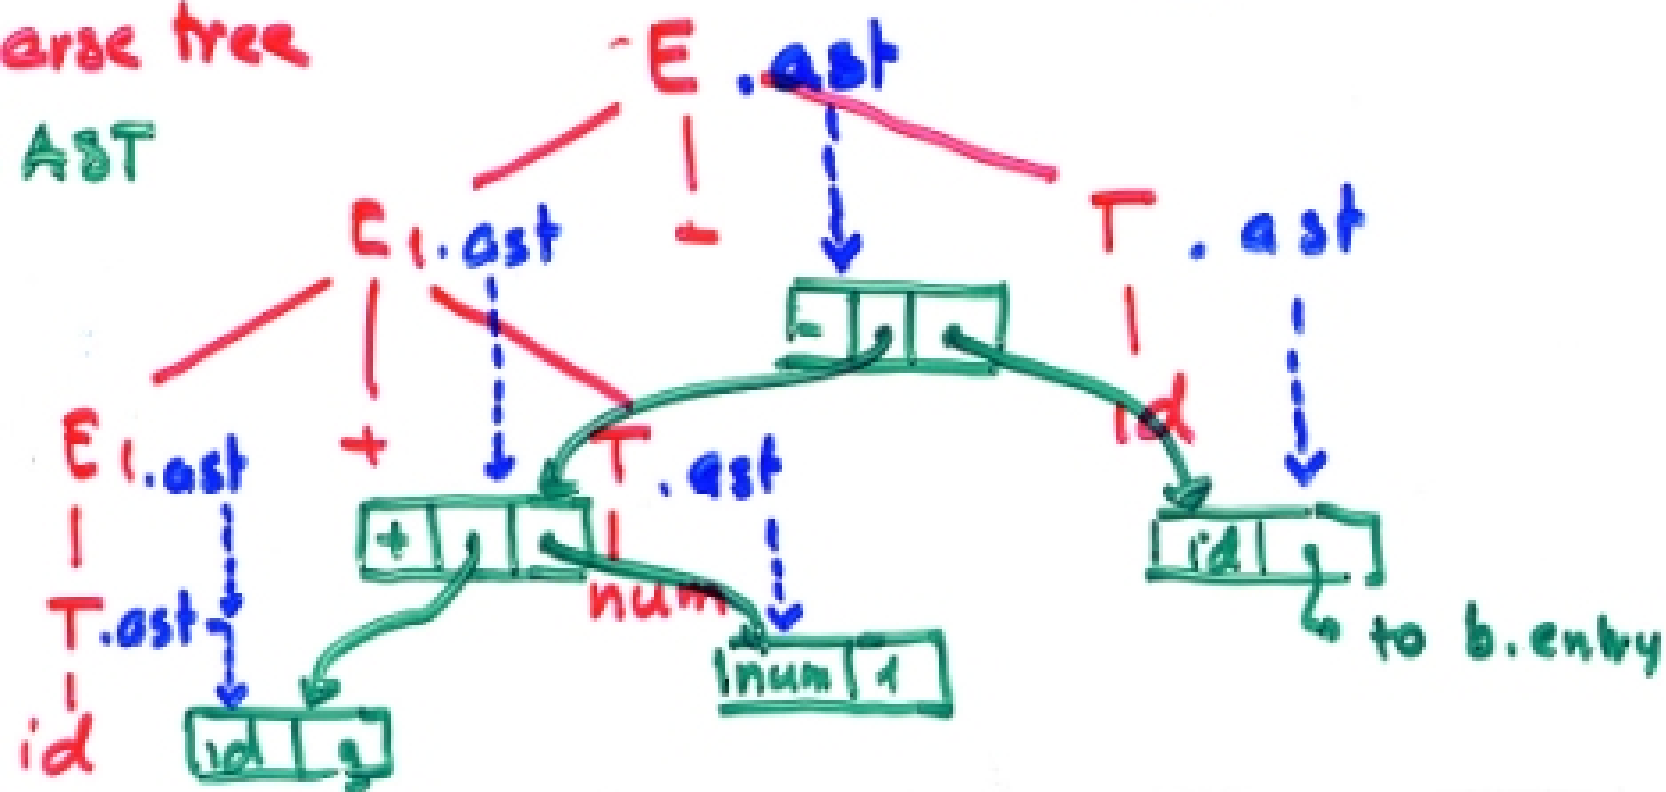 arse tree
E .ast
AST
E1.ast - T .ast
-
E1.ast + T .ast id
+ id
T.ast num to b.entry
num 1
id id